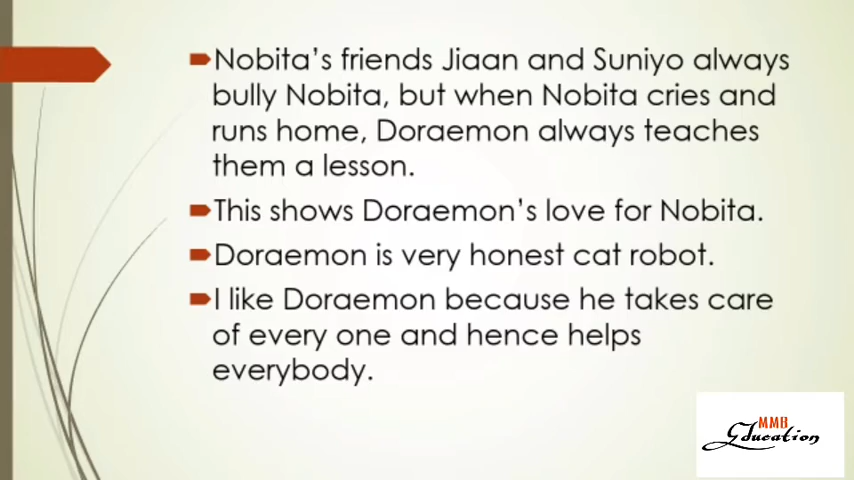 Nobita’s friends Jiaan and Suniyo always
bully Nobita, but when Nobita cries and
runs home, Doraemon always teaches
them a lesson.
This shows Doraemon’s love for Nobita.
Doraemon is very honest cat robot.
I like Doraemon because he takes care
of every one and hence helps
everybody.
MMH
Education